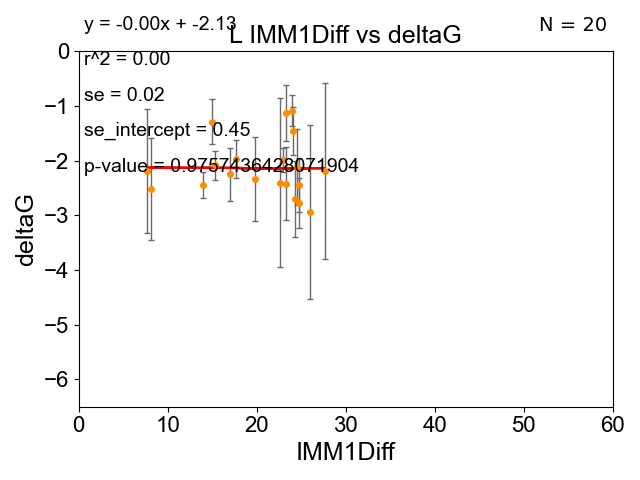 y = -0.00x + -2.13
N = 20
L IMM1Diff vs deltaG
r^2 = 0.00
se = 0.02
se_intercept = 0.45
p-value = 0.9757436428071904
0
−1
−2
−3
−4
−5
−6
deltaG
0 10 20 30 40 50 60
IMM1Diff